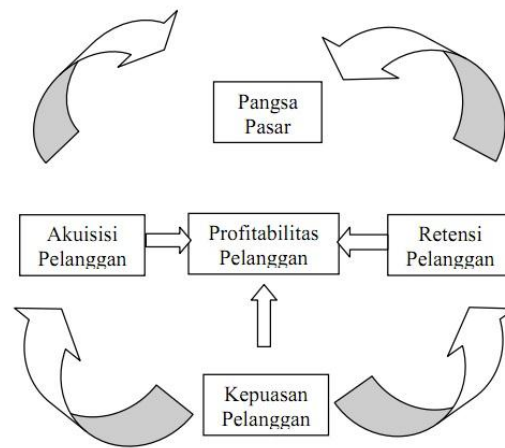 Pangsa
Pasar
Akuisisi
Pelanggan
Profitabilitas
Pelanggan
Retensi
Pelanggan
Kepuasan
Pelanggan